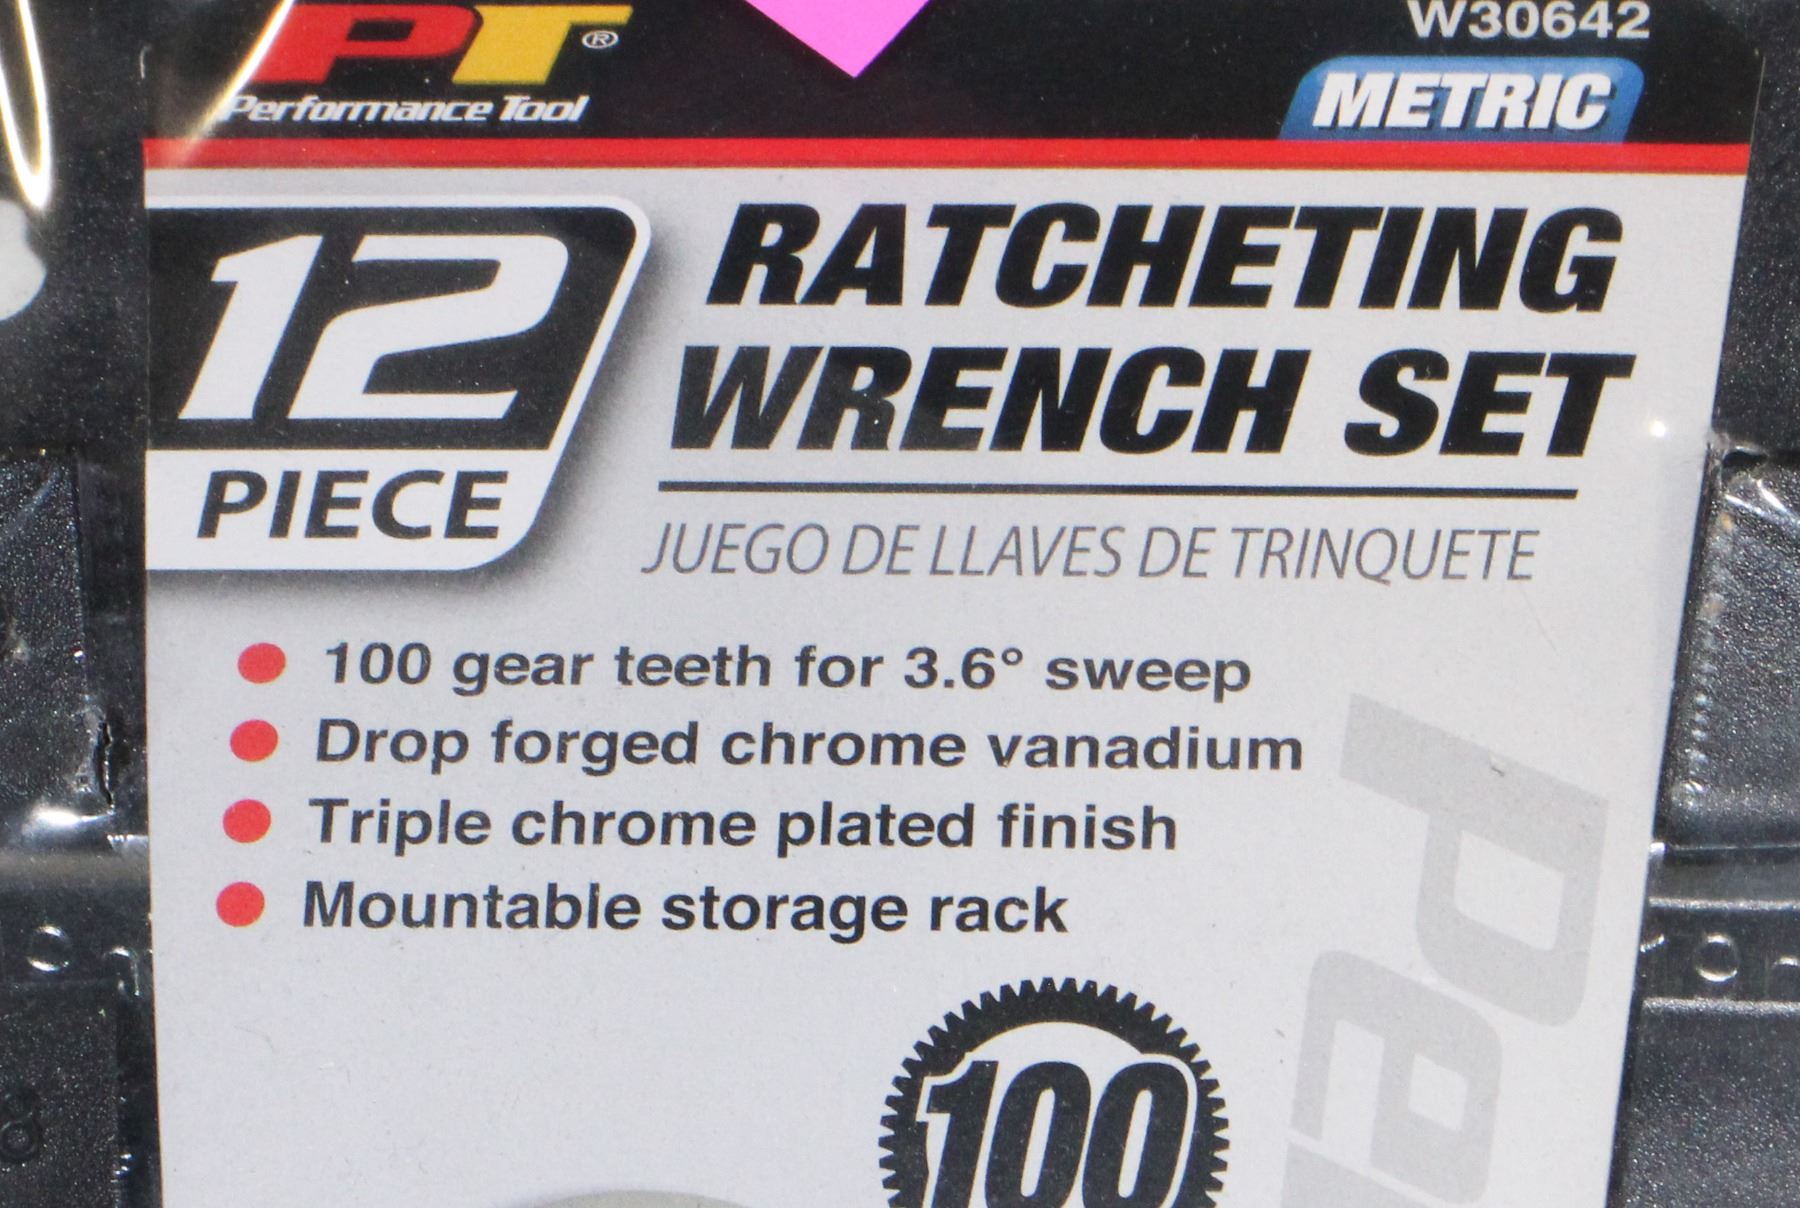 PT®
Performance Tool
W30642
METRIC
12
PIECE
RATCHETING
WRENCH SET
JUEGO DE LLAVES DE TRINQUETE
100 gear teeth for 3.6° sweep
Drop forged chrome vanadium
Triple chrome plated finish
Mountable storage rack
100